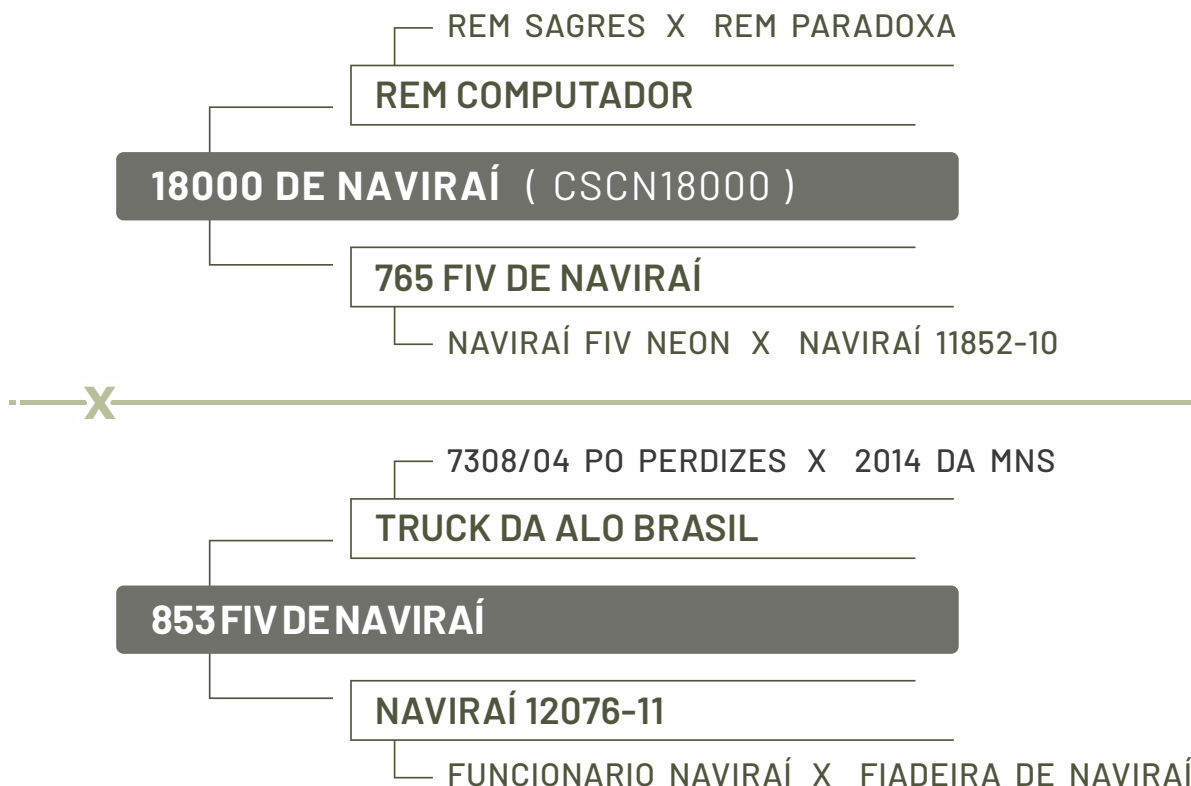 REM SAGRES X REM PARADOXA
REM COMPUTADOR
18000 DE NAVIRAÍ ( CSCN18000 )
765 FIV DE NAVIRAÍ
NAVIRAÍ FIV NEON X NAVIRAÍ 11852-10
X
7308/04 PO PERDIZES X 2014 DA MNS
TRUCK DA ALO BRASIL
853 FIV DE NAVIRAÍ
NAVIRAÍ 12076-11
FUNCIONARIO NAVIRAÍ X FIADEIRA DE NAVIRAÍ